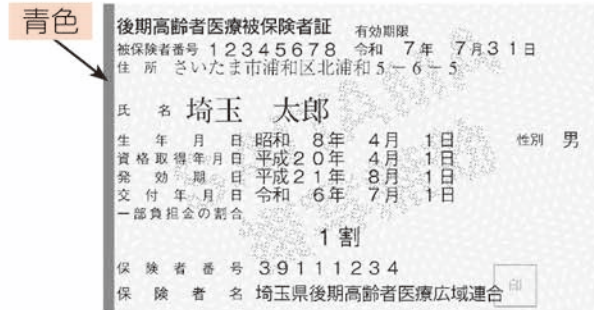 青色
後期高齢者医療被保険者証 有効期限
被保険者番号 12345678 令和 7年 7月31日
住所 さいたま市浦和区北浦和5-6-5
氏名 埼玉 太郎
生年月日 昭和 8年 4月 1日 性別 男
資格取得年月日 平成20年 4月 1日
発効期日 平成21年 8月 1日
交付年月日 令和 6年 7月 1日
一部負担金の割合
1割
保険者番号 39111234
保険者名 埼玉県後期高齢者医療広域連合 印